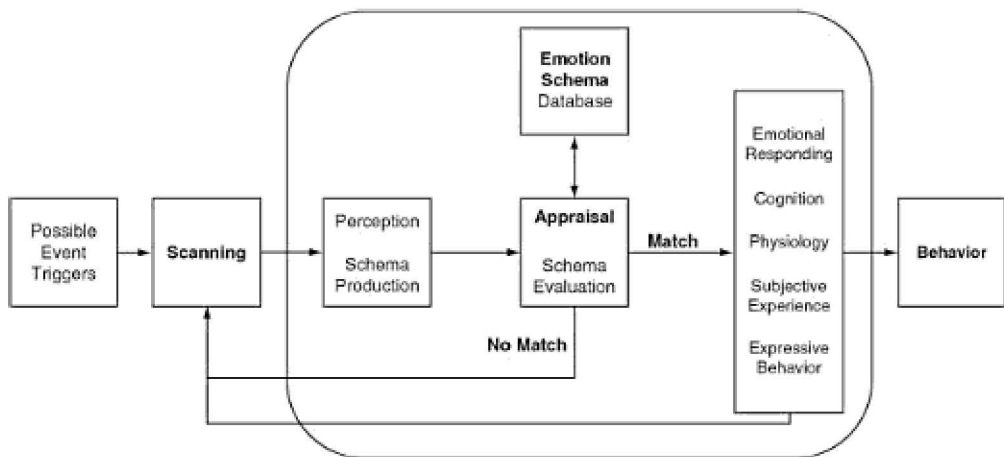 Emotion
Schema
Database
Possible
Event
Triggers
Scanning
Perception
Schema
Production
Appraisal
Schema
Evaluation
Match
No Match
Emotional
Responding
Cognition
Physiology
Subjective
Experience
Expressive
Behavior
Behavior